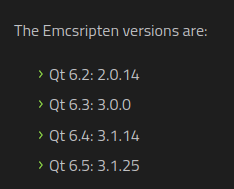 The Emcsripten versions are:
› Qt 6.2: 2.0.14
› Qt 6.3: 3.0.0
› Qt 6.4: 3.1.14
› Qt 6.5: 3.1.25